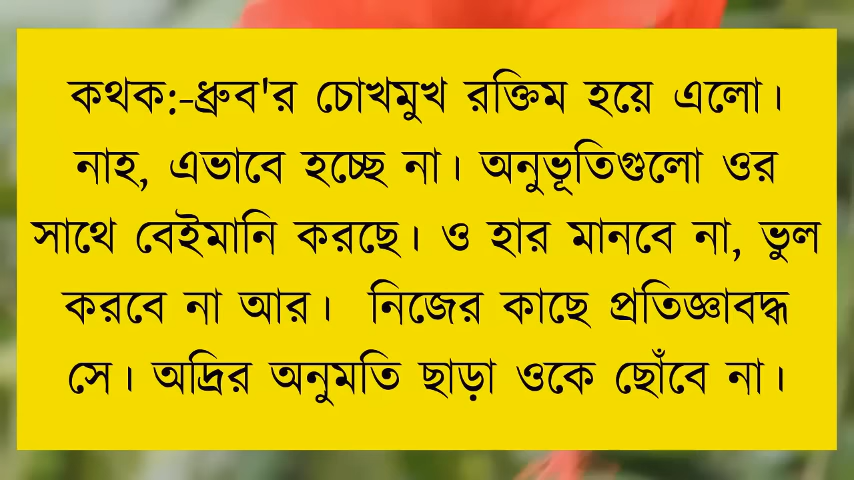 কথক:-ধ্রুব'র চোখমুখ রক্তিম হয়ে এলো।
নাহ, এভাবে হচ্ছে না। অনুভূতিগুলো ওর
সাথে বেইমানি করছে। ও হার মানবে না, ভুল
করবে না আর। নিজের কাছে প্রতিজ্ঞাবদ্ধ
সে। অদ্রির অনুমতি ছাড়া ওকে ছোঁবে না।